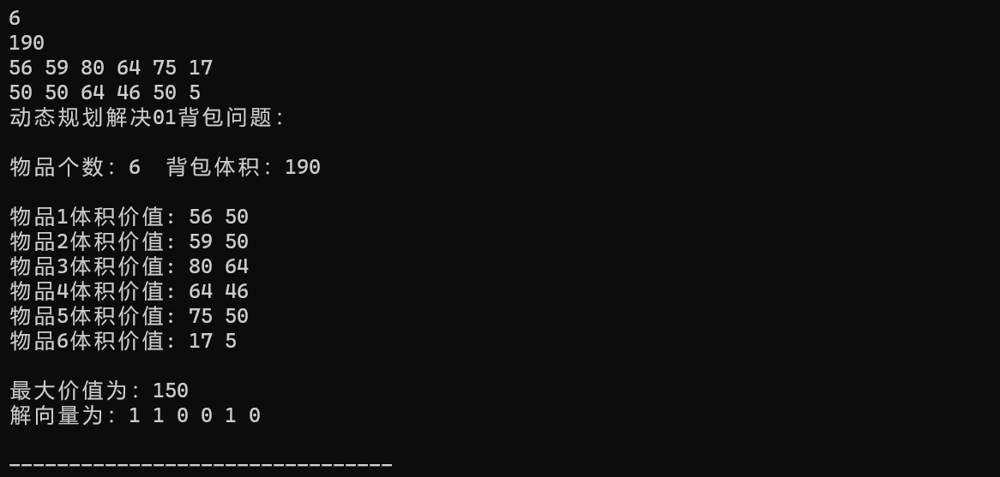 6
190
56 59 80 64 75 17
50 50 64 46 50 5
动态规划解决01背包问题:
物品个数: 6  背包体积: 190
物品1体积价值: 56 50
物品2体积价值: 59 50
物品3体积价值: 80 64
物品4体积价值: 64 46
物品5体积价值: 75 50
物品6体积价值: 17 5
最大价值为: 150
解向量为: 1 1 0 0 1 0
--------------------------------